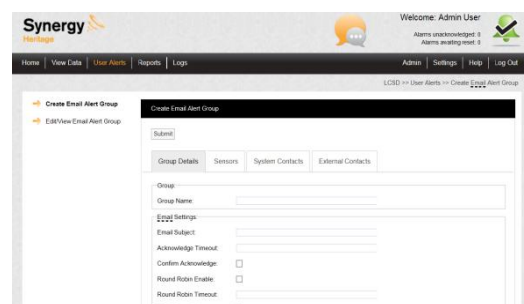 Synergy
Heritage
Welcome: Admin User
Alarms unacknowledged: 8
Alarms awaiting reset: 8
Home | View Data | User Alerts | Reports | Logs
Admin | Settings | Help | Log Out
LCSD >> User Alerts >> Create Email Alert Group
Create Email Alert Group
Edit/View Email Alert Group
Create Email Alert Group
Submit
Group Details
Sensors
System Contacts
External Contacts
Group
Group Name:
Email Settings
Email Subject:
Acknowledge Timeout:
Confirm Acknowledge:
Round Robin Enable:
Round Robin Timeout: